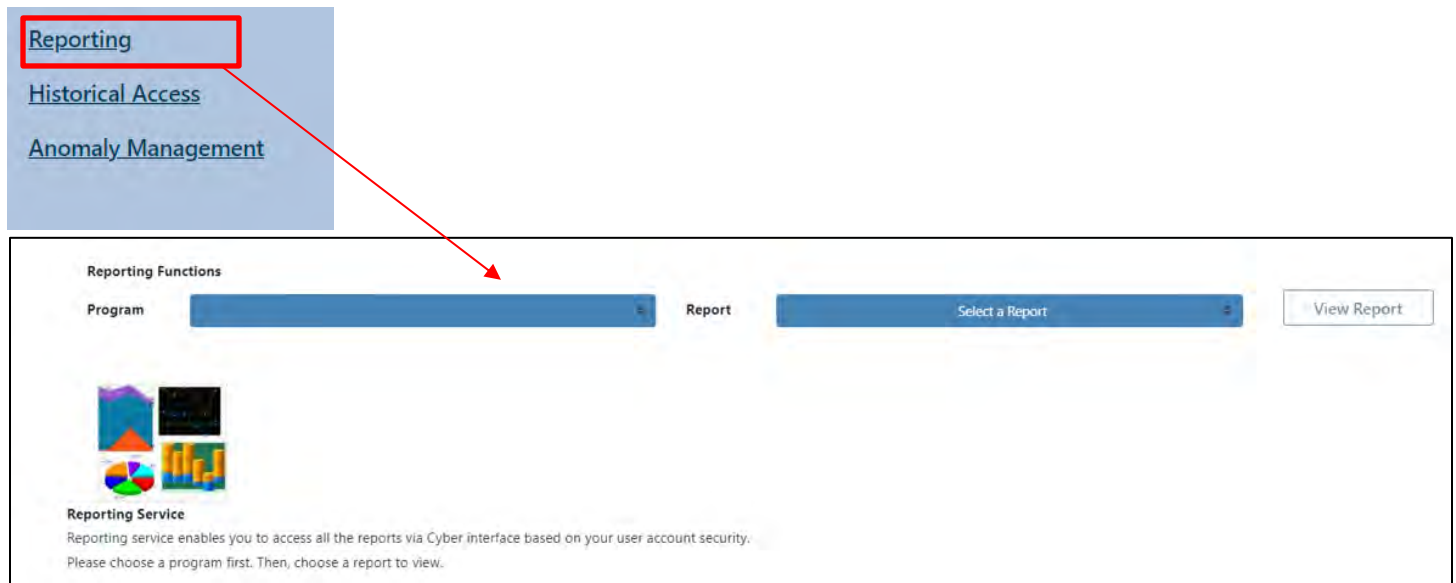 Reporting
Historical Access
Anomaly Management
Reporting Functions
Program Report Select a Report View Report
Reporting Service
Reporting service enables you to access all the reports via Cyber interface based on your user account security.
Please choose a program first. Then, choose a report to view.